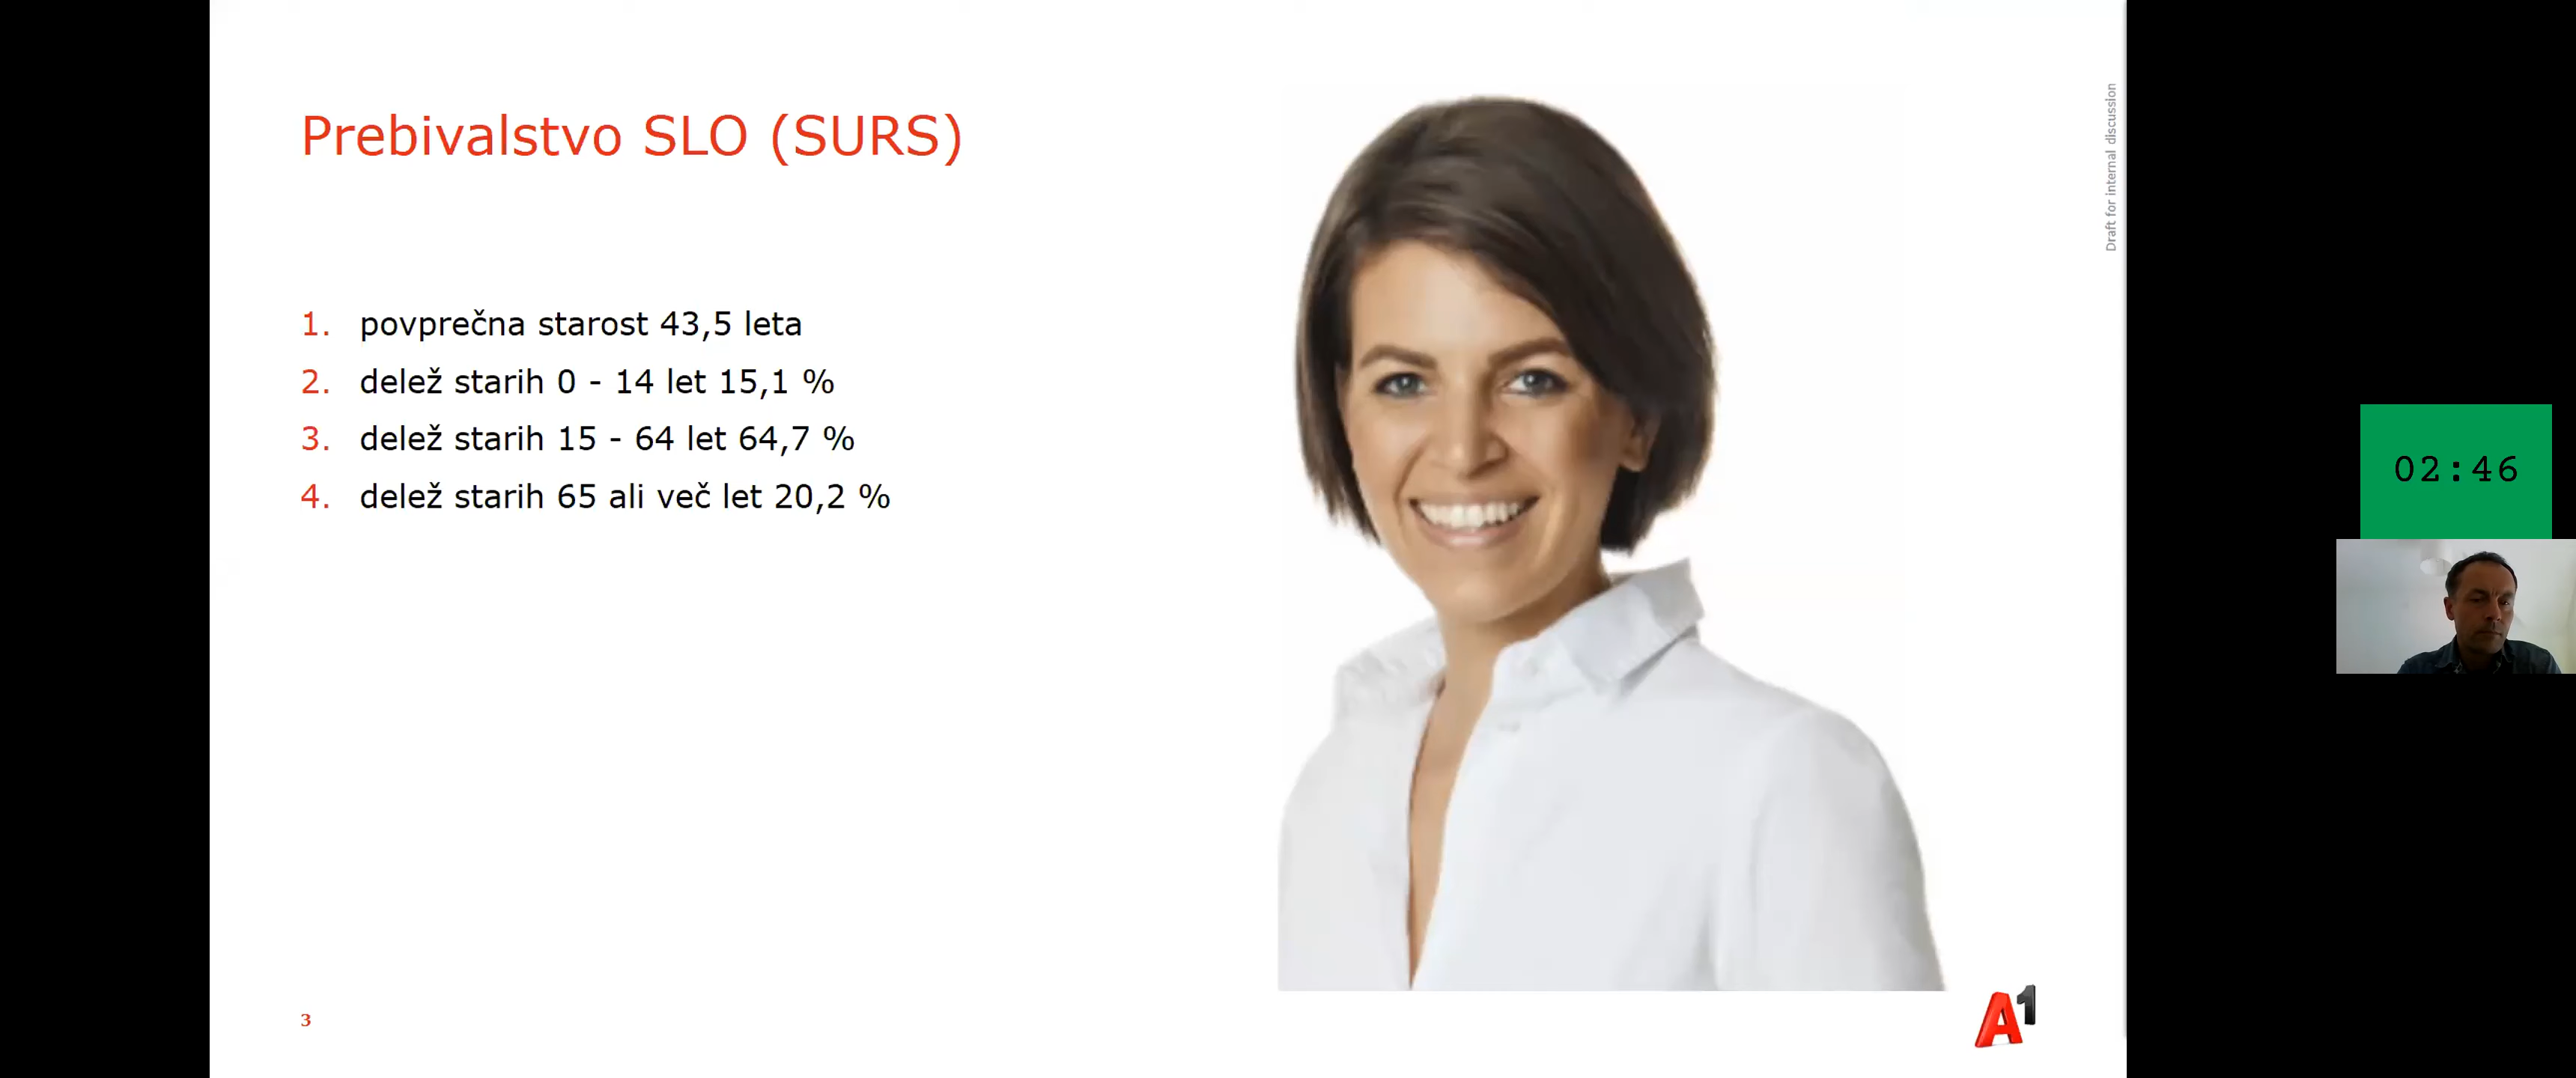 Prebivalstvo SLO (SURS)
1. povprečna starost 43,5 leta
2. delež starih 0 - 14 let 15,1 %
3. delež starih 15 - 64 let 64,7 %
4. delež starih 65 ali več let 20,2 %
3
Draft for internal discussion
A1
02:46